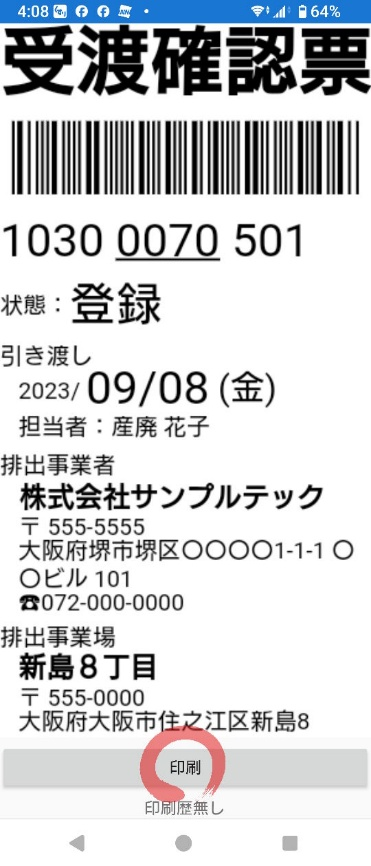 4:08 64%
受渡確認票
1030 0070 501
状態：登録
引き渡し
2023/ 09/08 (金)
担当者：産廃 花子
排出事業者
株式会社サンプルテック
〒 555-5555
大阪府堺市堺区〇〇〇〇1-1-1 〇
〇ビル 101
☎072-000-0000
排出事業場
新島８丁目
〒 555-0000
大阪府大阪市住之江区新島8
印刷
印刷歴無し